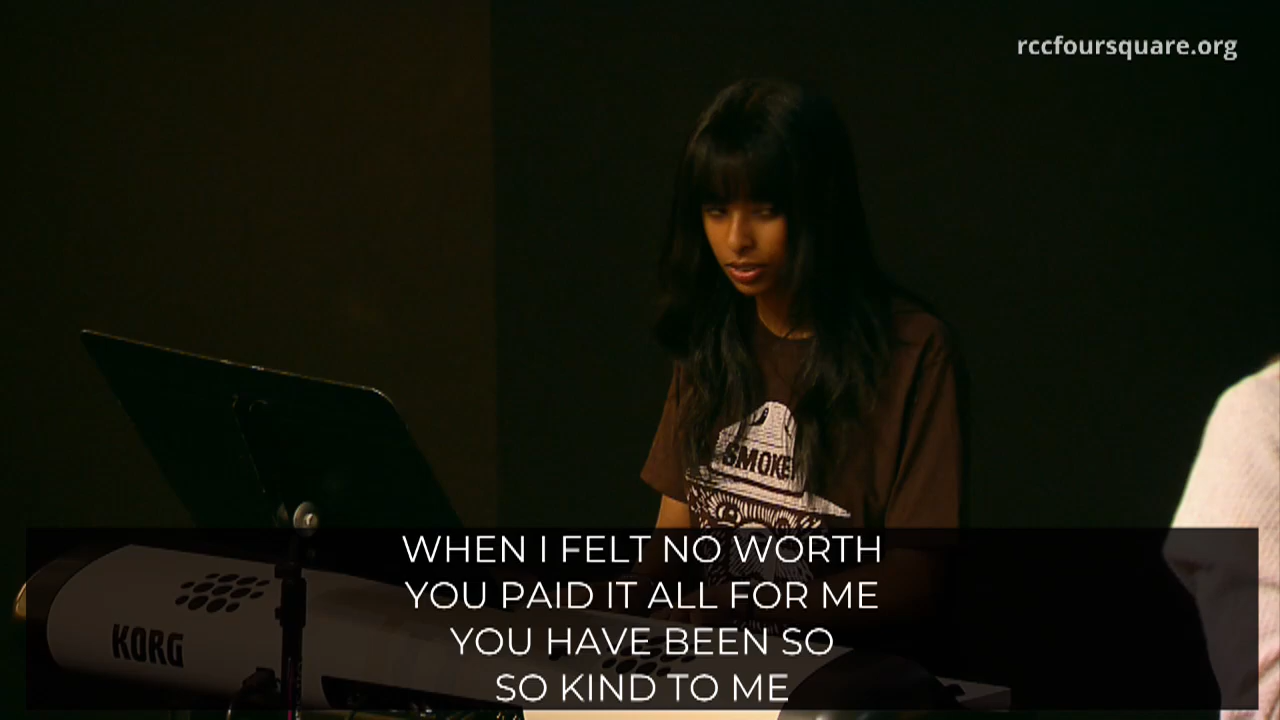 rccfoursquare.org
SMOKEY
WHEN I FELT NO WORTH
YOU PAID IT ALL FOR ME
YOU HAVE BEEN SO
SO KIND TO ME
KORG